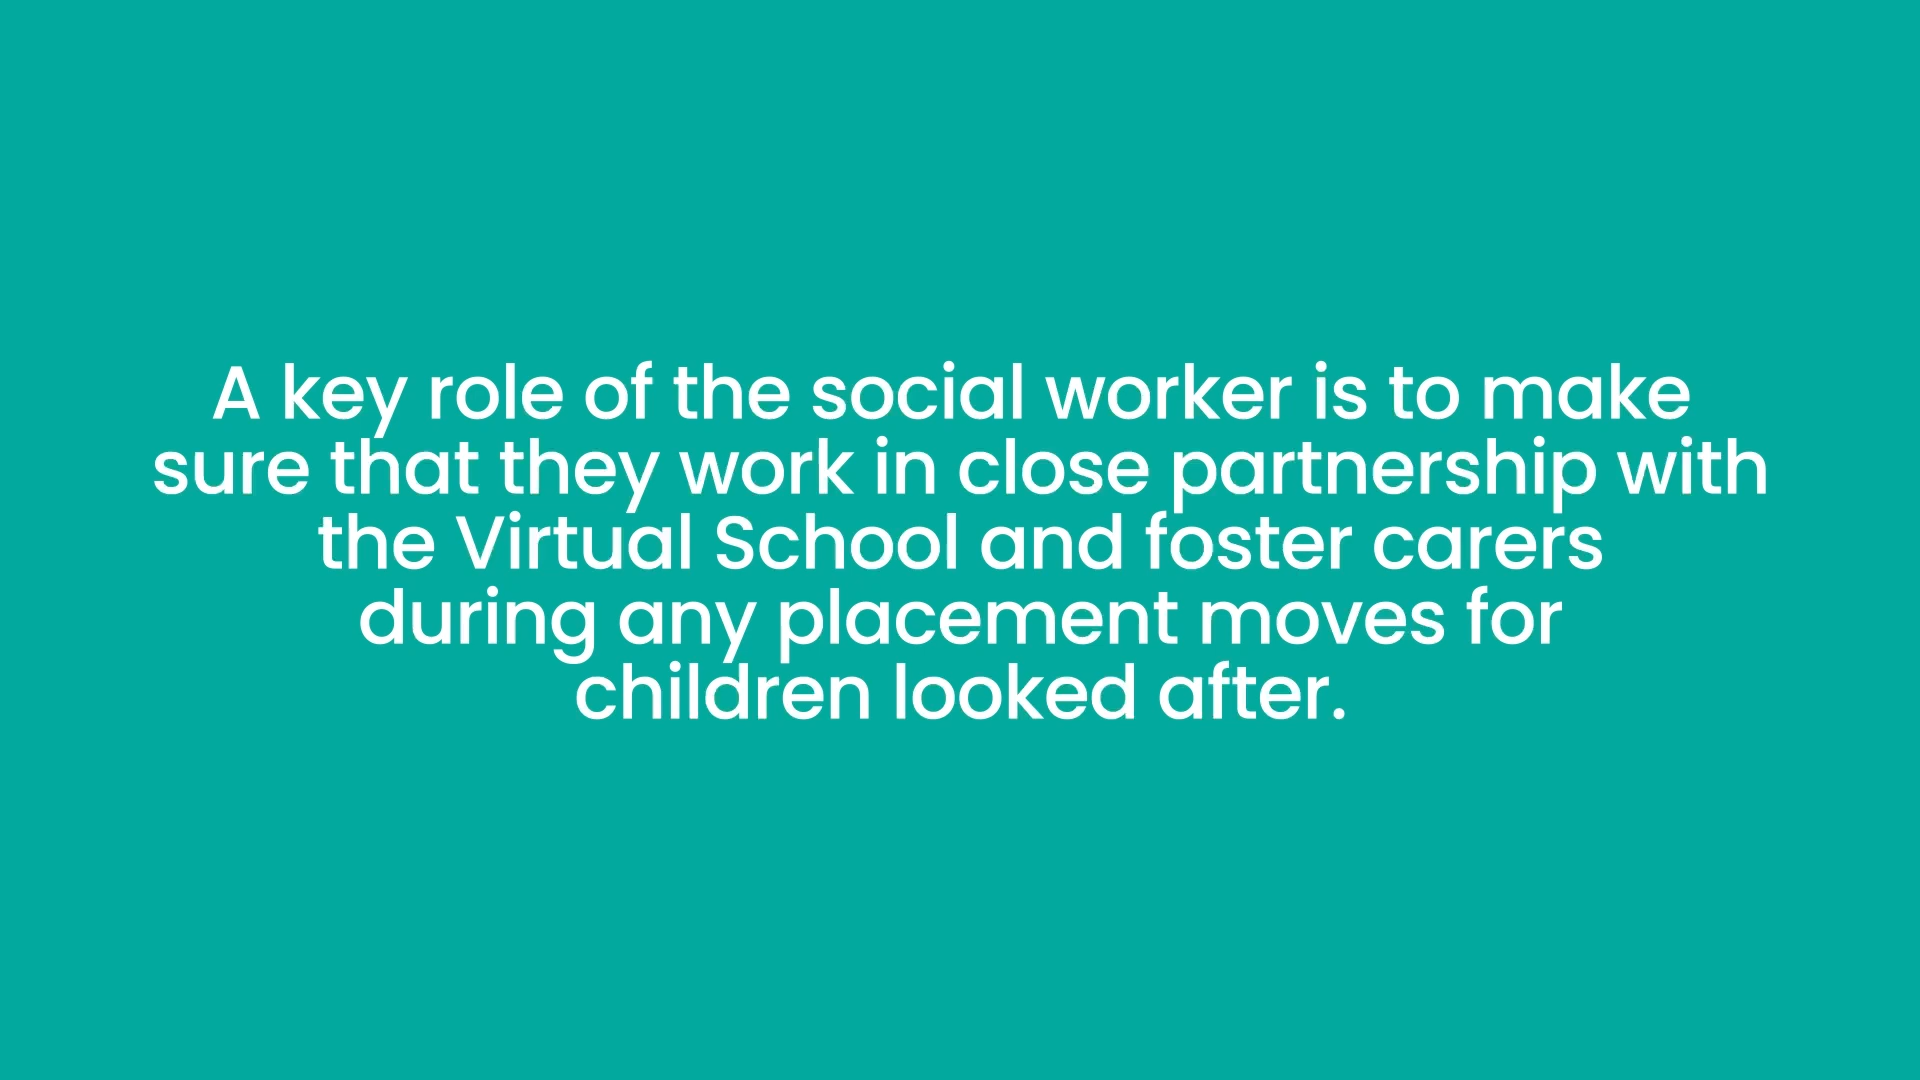 A key role of the social worker is to make
sure that they work in close partnership with
the Virtual School and foster carers
during any placement moves for
children looked after.